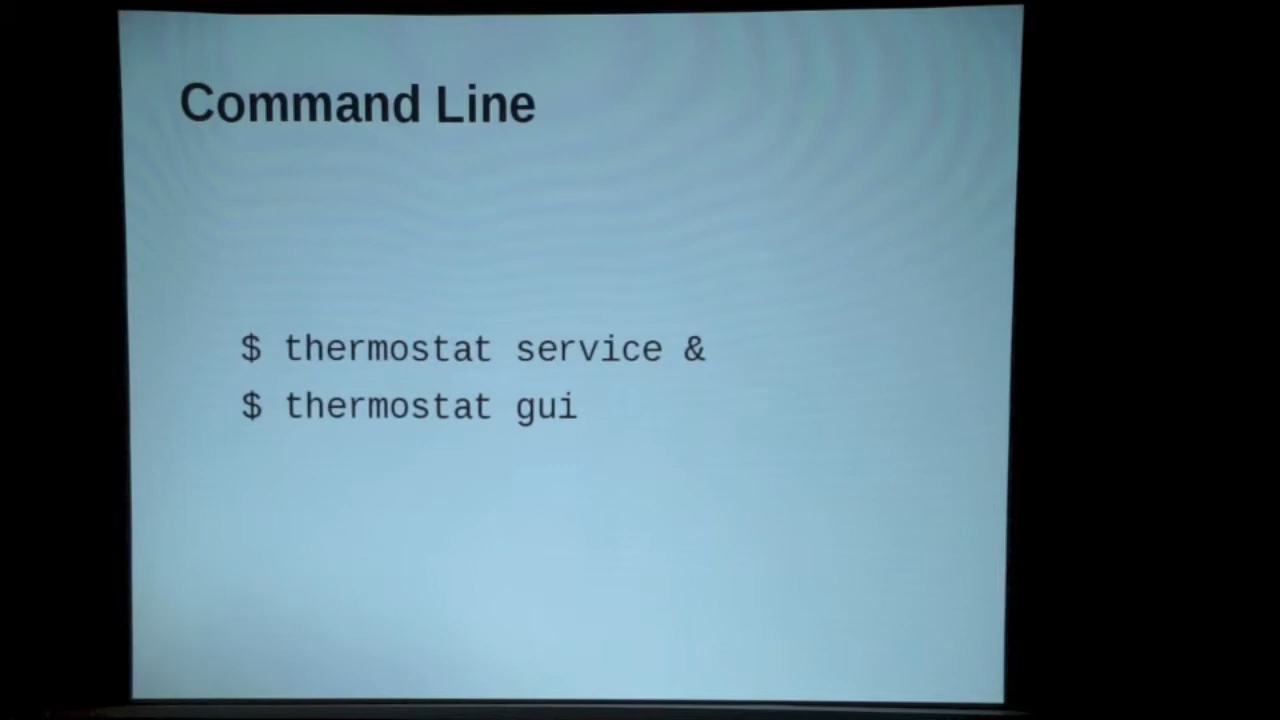 Command Line
$ thermostat service &
$ thermostat gui